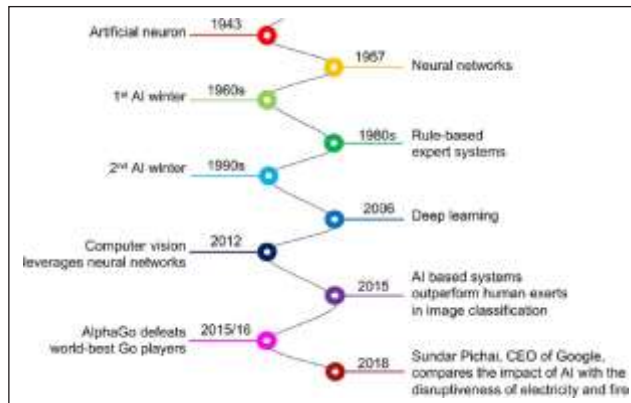 Artificial neuron
1943
1957
Neural networks
1st AI winter
1960s
1980s
Rule-based
expert systems
2nd AI winter
1990s
2006
Deep learning
Computer vision
leverages neural networks
2012
2015
AI based systems
outperform human exerts
in image classification
AlphaGo defeats
world-best Go players
2015/16
2018
Sundar Pichai, CEO of Google,
compares the impact of AI with the
disruptiveness of electricity and fire